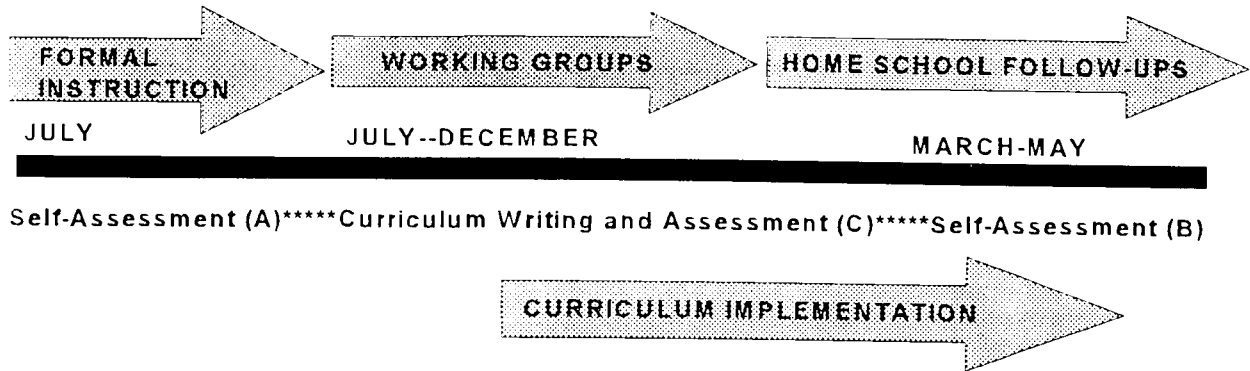 FORMAL
INSTRUCTION
WORKING GROUPS
HOME SCHOOL FOLLOW-UPS
JULY
JULY--DECEMBER
MARCH-MAY
Self-Assessment (A)*****Curriculum Writing and Assessment (C)*****Self-Assessment (B)
CURRICULUM IMPLEMENTATION